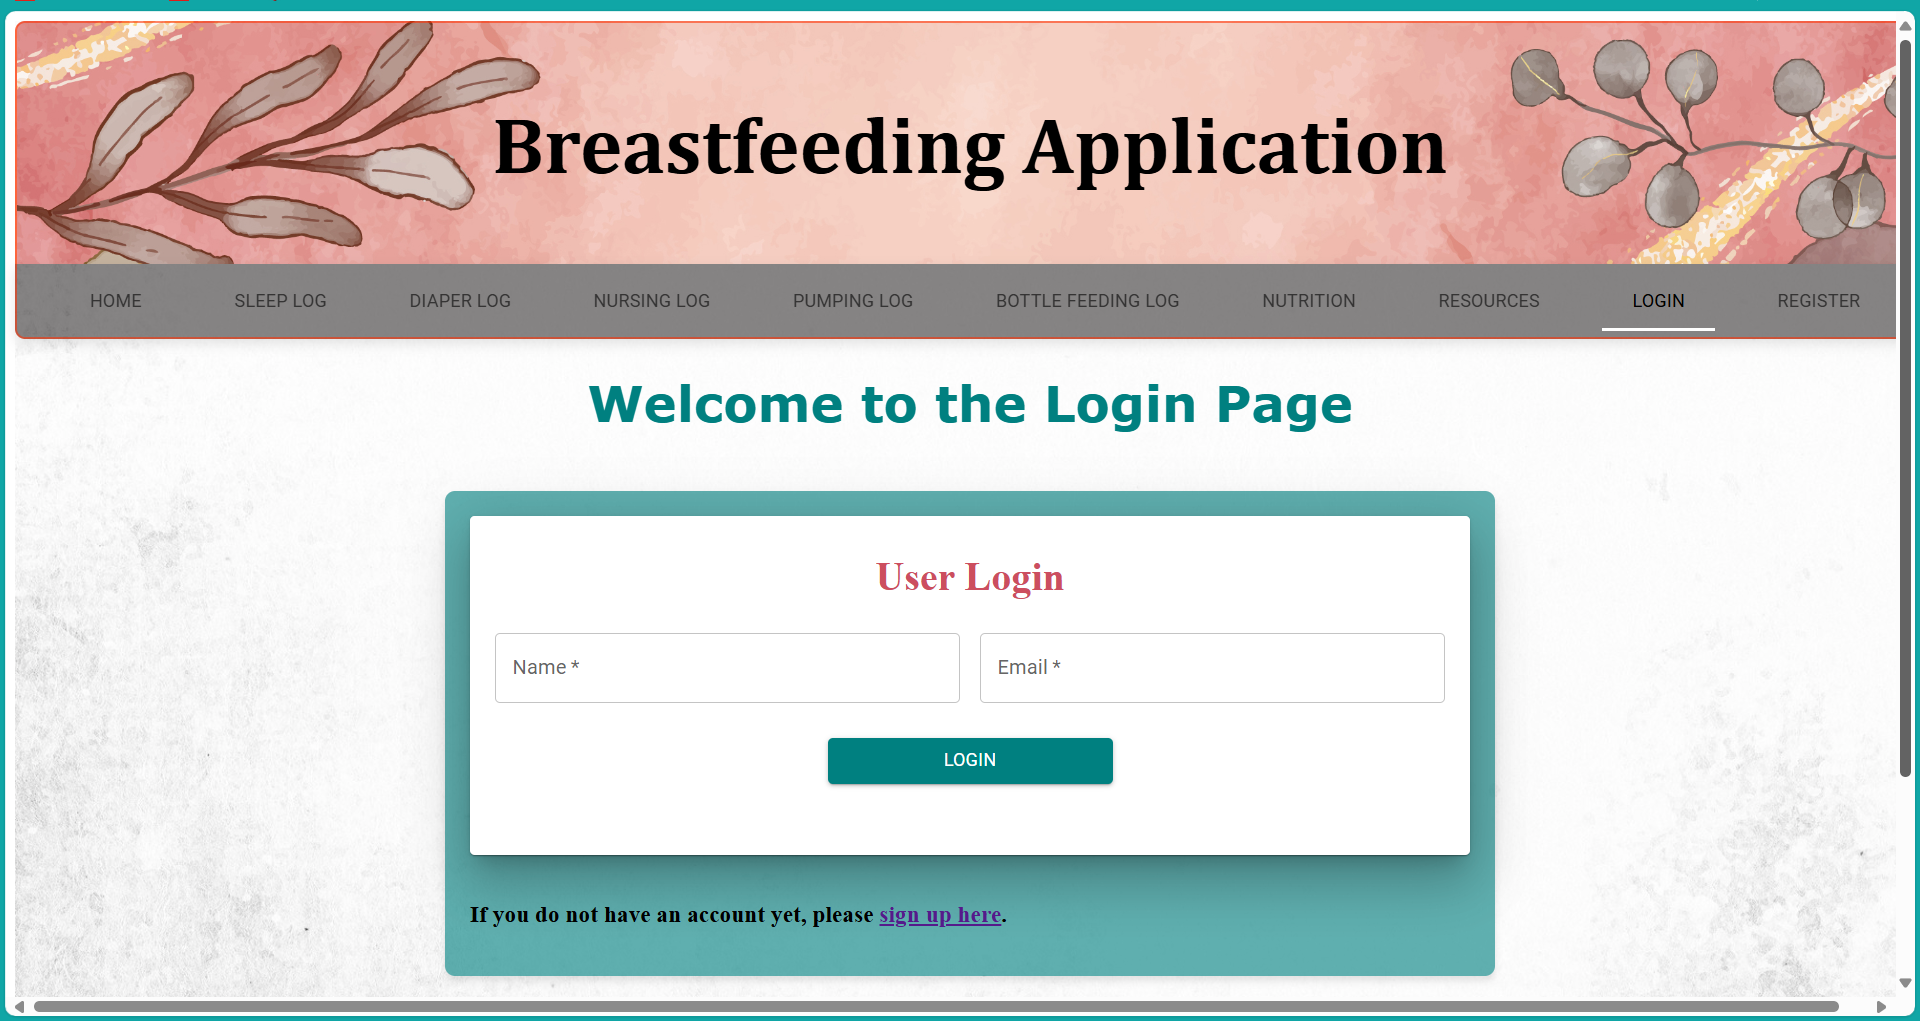 Breastfeeding Application
HOME SLEEP LOG DIAPER LOG NURSING LOG PUMPING LOG BOTTLE FEEDING LOG NUTRITION RESOURCES LOGIN REGISTER
Welcome to the Login Page
User Login
Name * Email *
LOGIN
If you do not have an account yet, please sign up here.